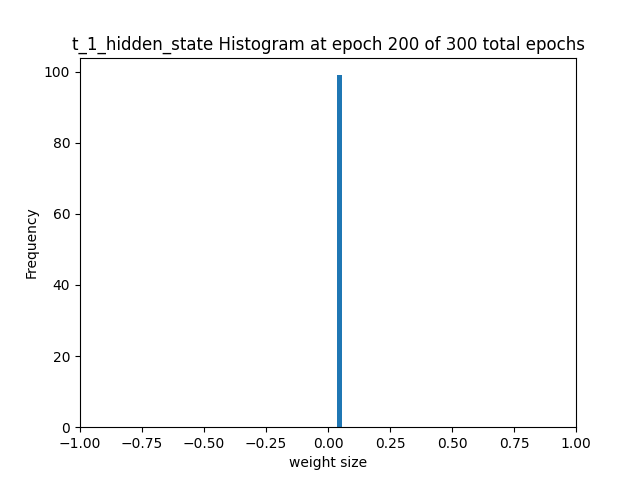 t_1_hidden_state Histogram at epoch 200 of 300 total epochs
100
80
60
40
20
0
Frequency
−1.00 −0.75 −0.50 −0.25 0.00 0.25 0.50 0.75 1.00
weight size